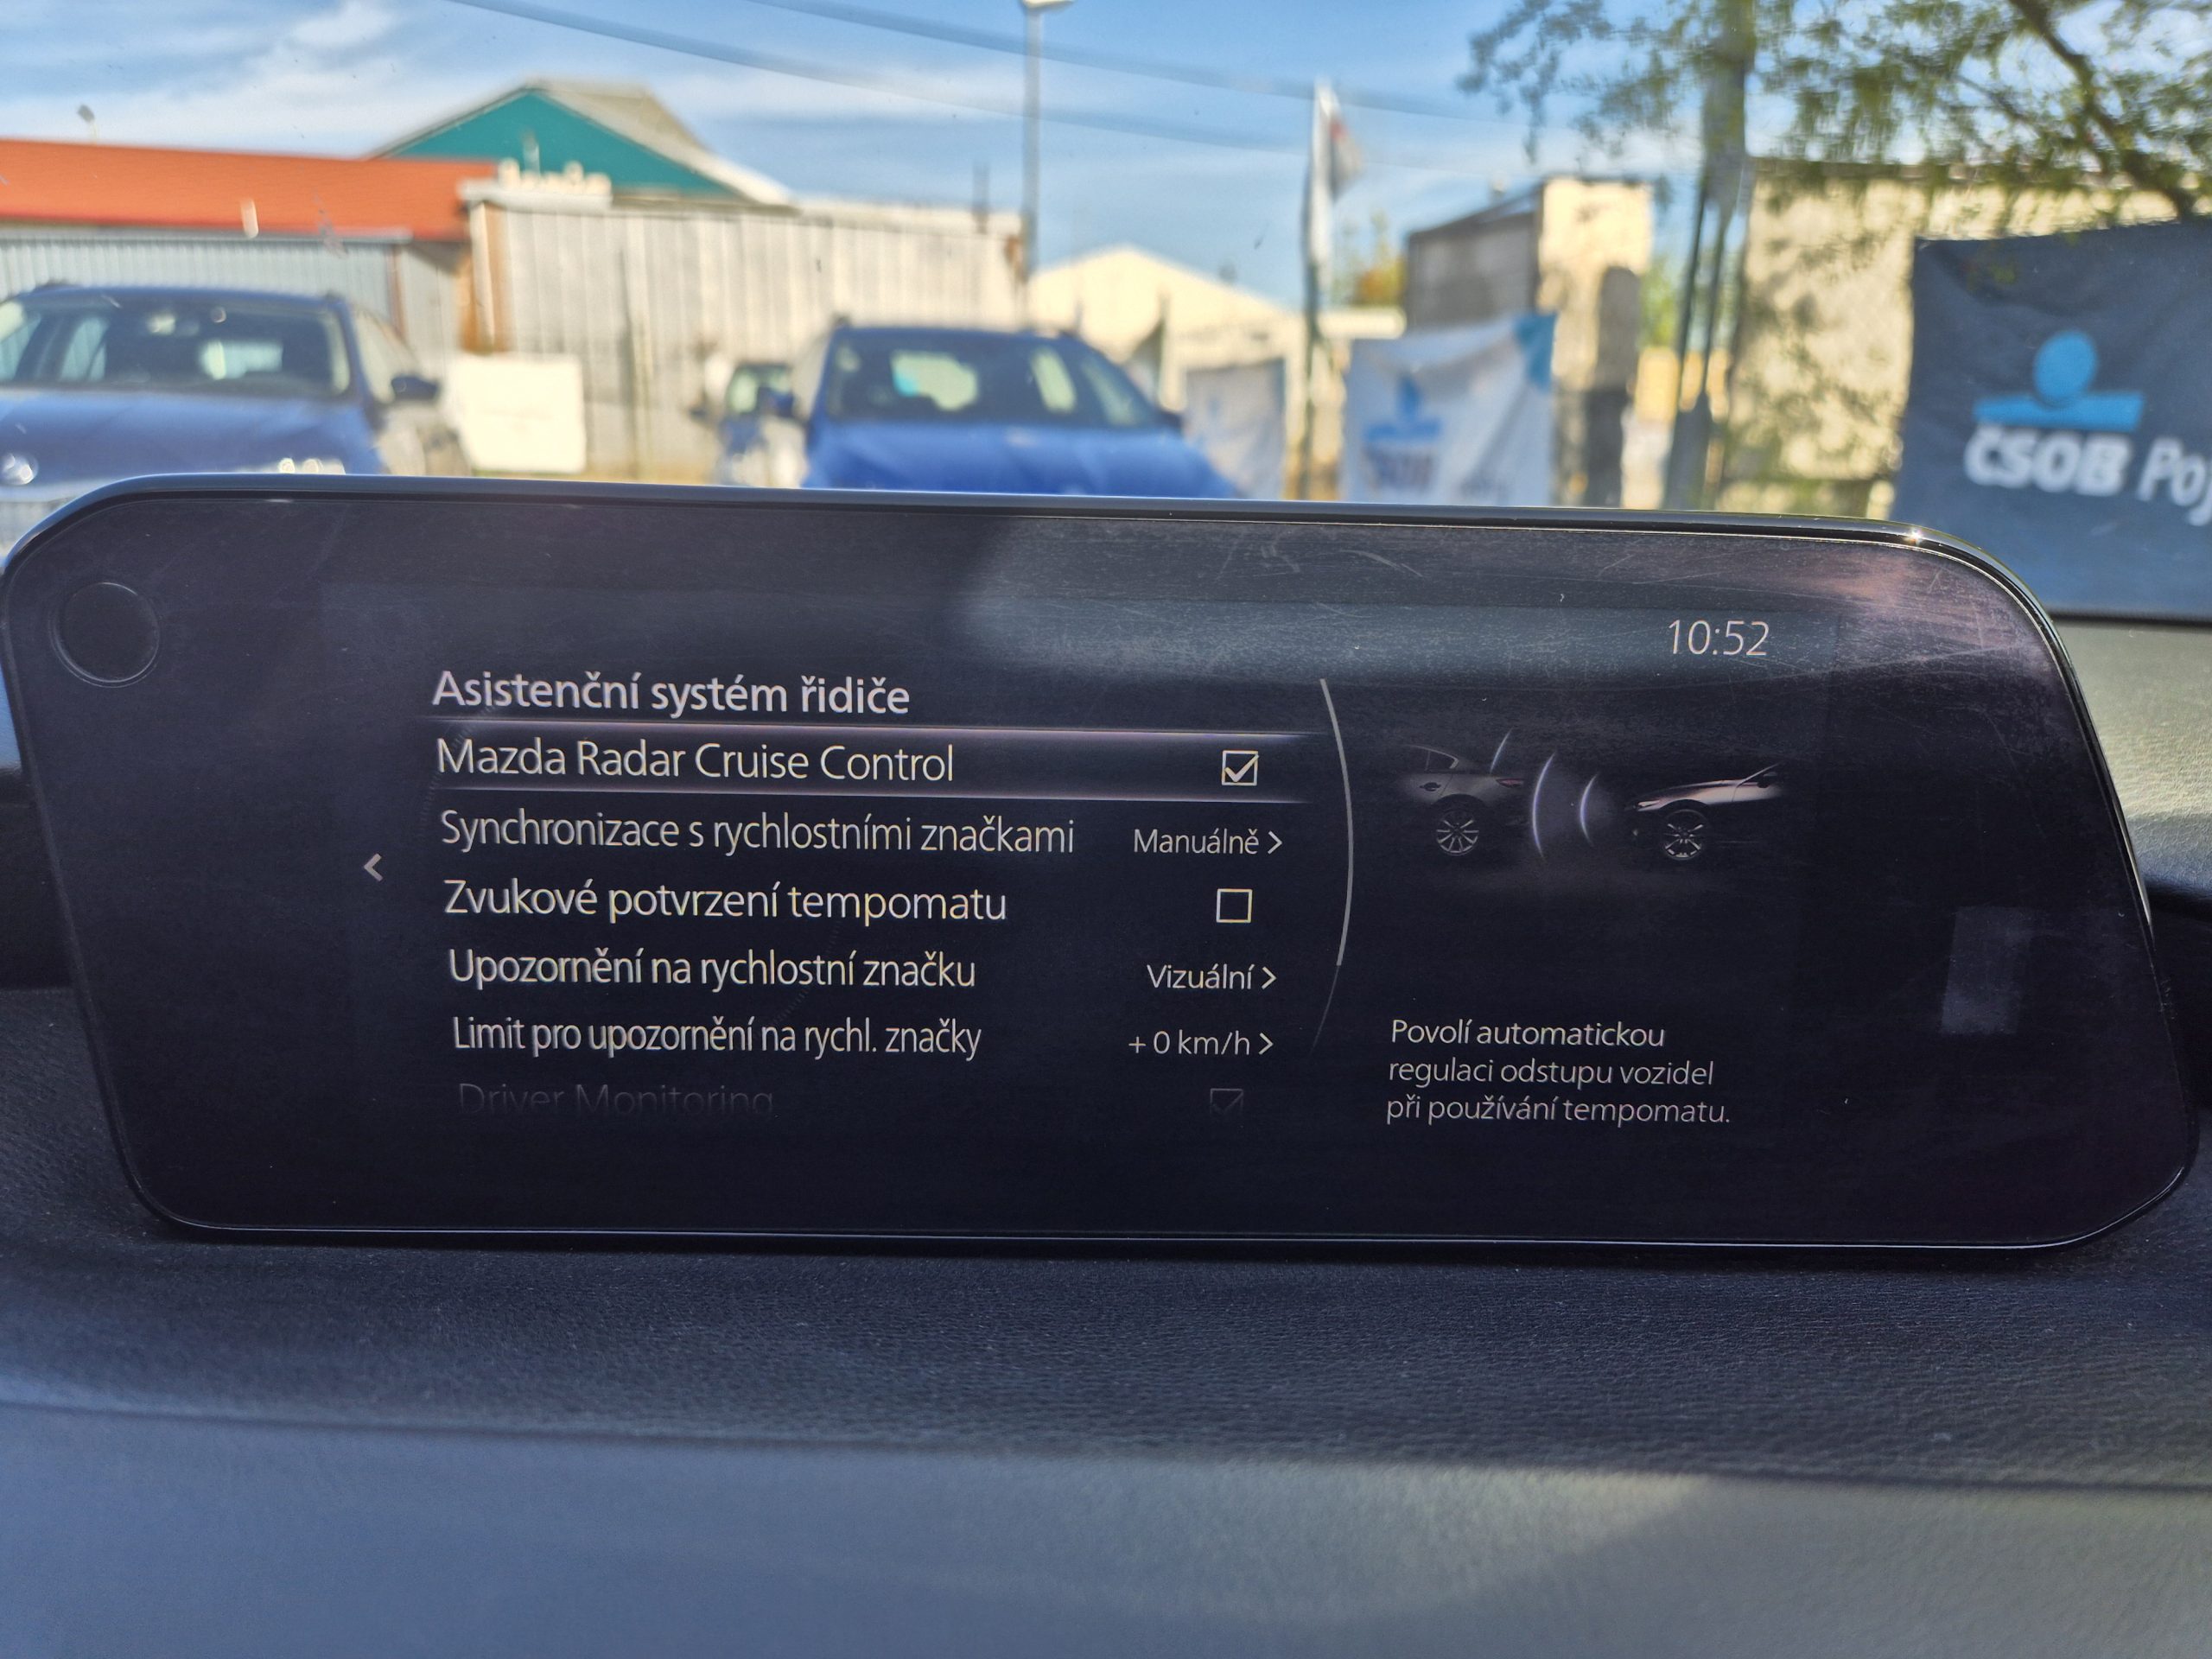 ČSOB Poj
10:52
Asistenční systém řidiče
Mazda Radar Cruise Control
Synchronizace s rychlostními značkami Manuálně >
Zvukové potvrzení tempomatu
Upozornění na rychlostní značku Vizuální >
Limit pro upozornění na rychl. značky + 0 km/h >
Driver Monitoring
Povolí automatickou
regulaci odstupu vozidel
při používání tempomatu.